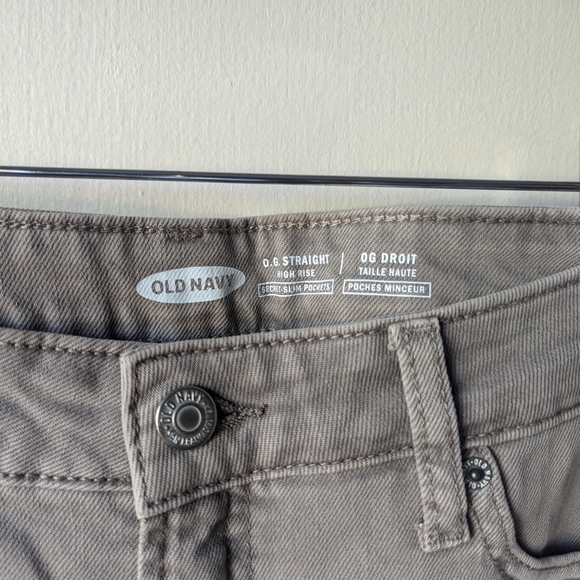 OLD NAVY
O.G. STRAIGHT / OG DROIT
HIGH RISE TAILLE HAUTE
SECRET-SLIM POCKETS POCHES MINCEUR
OLD NAVY